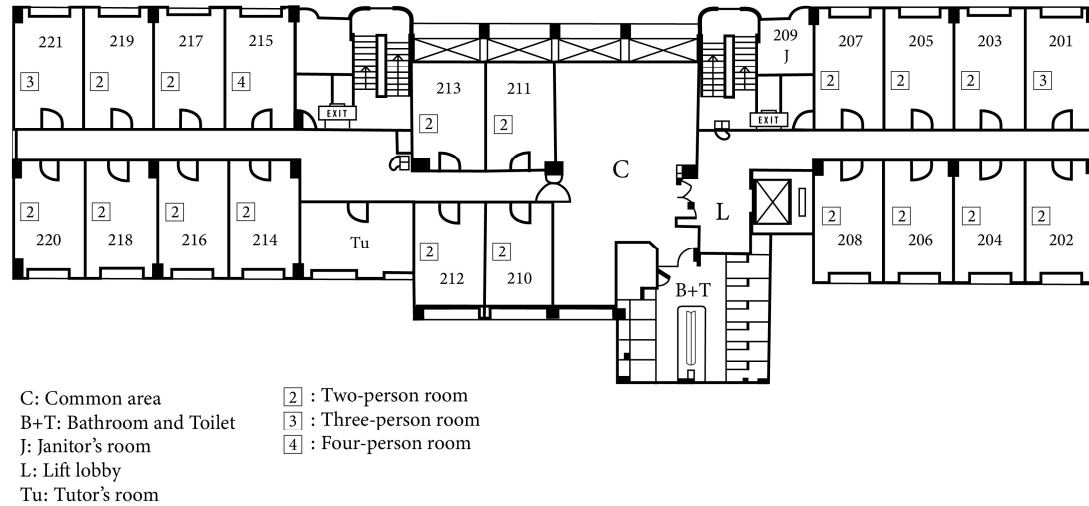 221 219 217 215 209 207 205 203 201
J
3 2 2 4 2 2 2 3
213 211
EXIT EXIT
2 2
C
2 2 2 2 L 2 2 2 2
220 218 216 214 Tu 208 206 204 202
2 2
212 210
B+T
C: Common area
B+T: Bathroom and Toilet
J: Janitor's room
L: Lift lobby
Tu: Tutor's room
2 : Two-person room
3 : Three-person room
4 : Four-person room